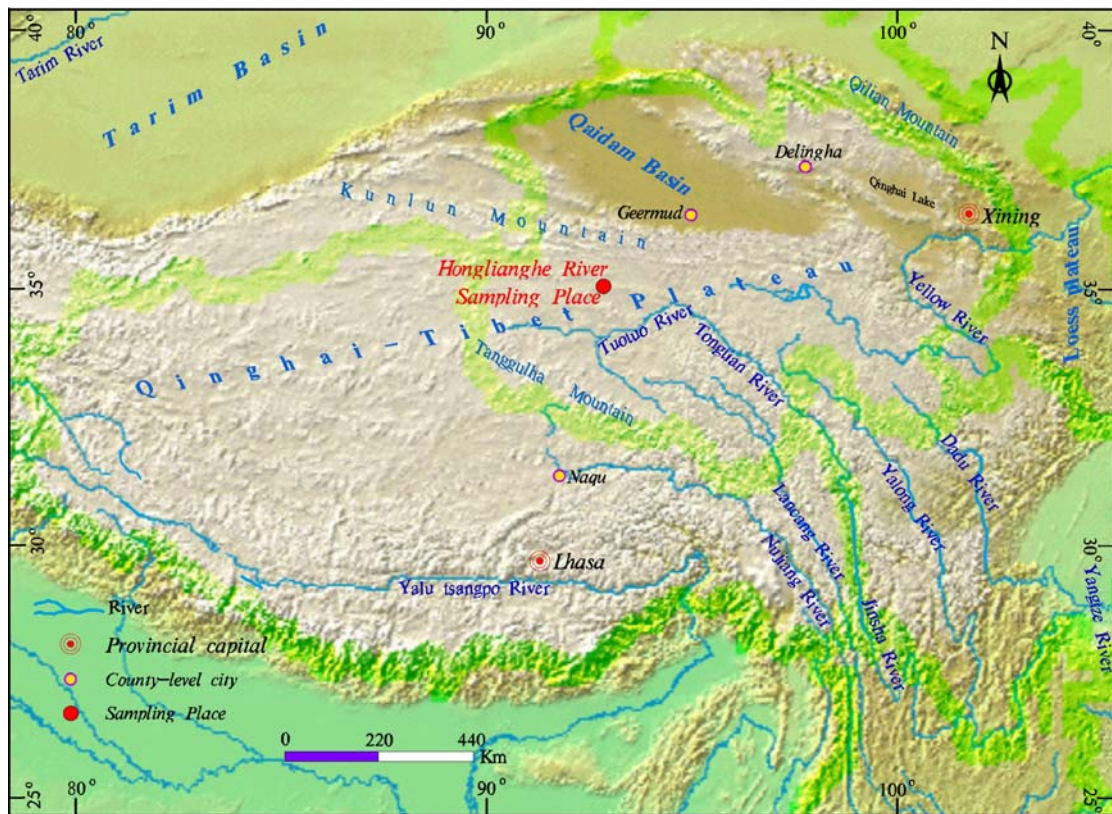 80°
90°
100°
40°
40°
Tarim River
Tarim Basin
N
Qilian Mountain
Qaidam Basin
Delingha
Qinghai Lake
Geermud
Xining
Kunlun Mountain
Honglianghe River
Sampling Place
35°
35°
Qinghai-Tibet Plateau
Loess plateau
Yellow River
Tuotuo River
Tongtian River
Tanggulha
Mountain
Dadu River
Naqu
Yalong River
Lancang River
Nujiang River
30°
30°
Lhasa
Yalu tsangpo River
Jinsha River
Yangtze River
River
Provincial capital
County-level city
Sampling Place
0
220
440
Km
25°
25°
80°
90°
100°